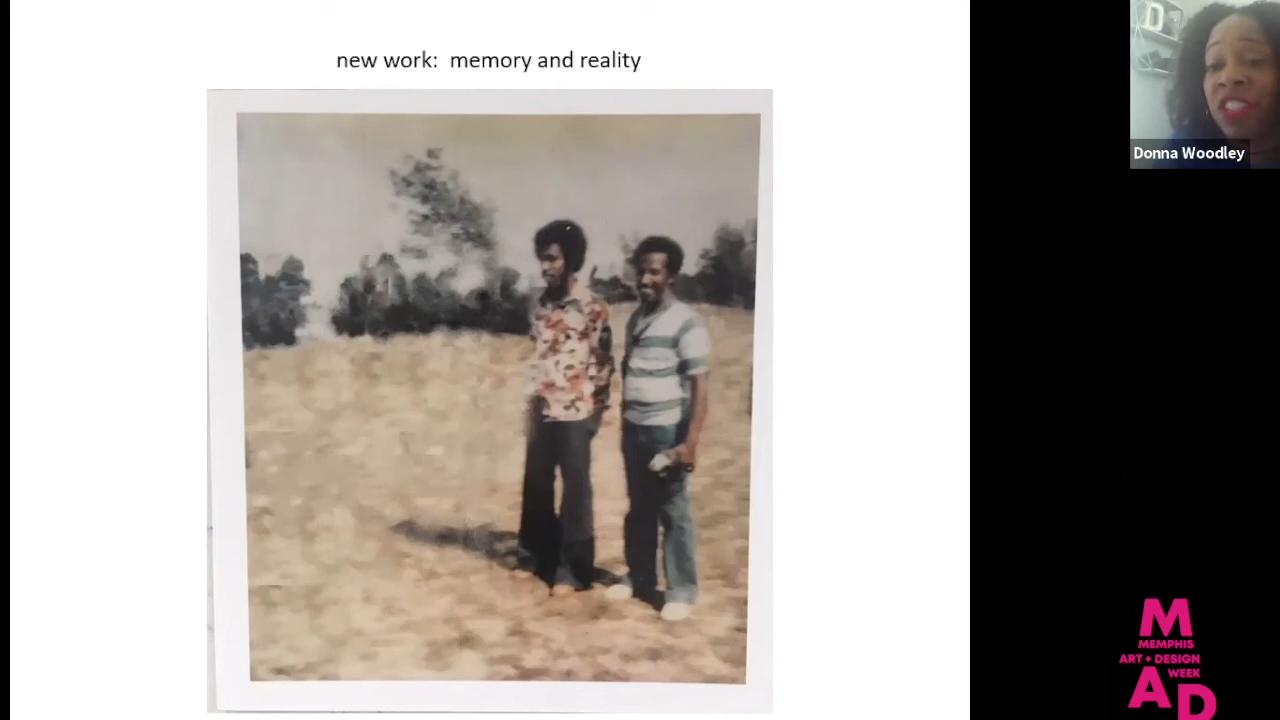 new work:  memory and reality
D
Donna Woodley
M
MEMPHIS
ART + DESIGN
WEEK
A D